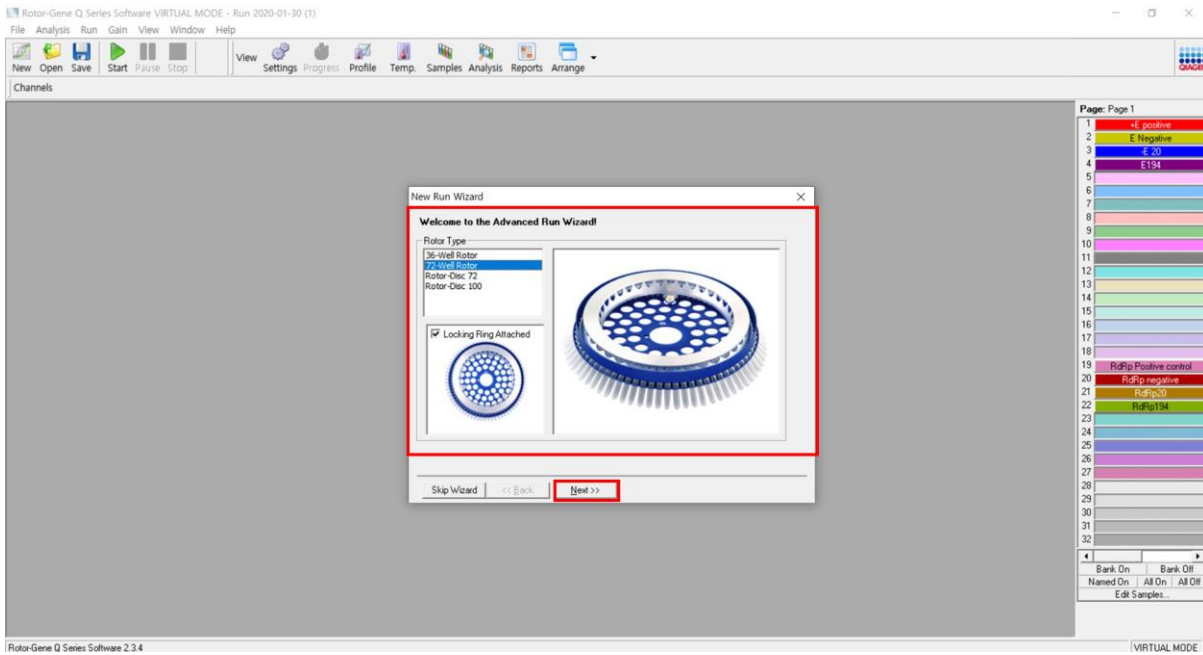 Rotor-Gene Q Series Software VIRTUAL MODE - Run 2020-01-30 (1)
File Analysis Run Gain View Window Help
New Open Save Start Pause Stop View Settings Progress Profile Temp. Samples Analysis Reports Arrange
QIAGEN
Channels
New Run Wizard
Welcome to the Advanced Run Wizard!
Rotor Type
36-Well Rotor
72-Well Rotor
Rotor-Disc 72
Rotor-Disc 100
Locking Ring Attached
Skip Wizard << Back Next >>
Page: Page 1
1 +E positive
2 E Negative
3 -E 20
4 E194
5
6
7
8
9
10
11
12
13
14
15
16
17
18
19 RdRp Positive control
20 RdRp negative
21 RdRp20
22 RdRp194
23
24
25
26
27
28
29
30
31
32
Bank On Bank Off
Named On All On All Off
Edit Samples...
Rotor-Gene Q Series Software 2.3.4 VIRTUAL MODE